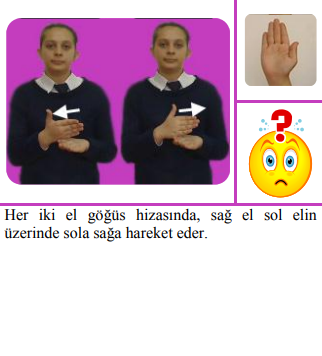 Her iki el göğüs hizasında, sağ el sol elin
üzerinde sola sağa hareket eder.